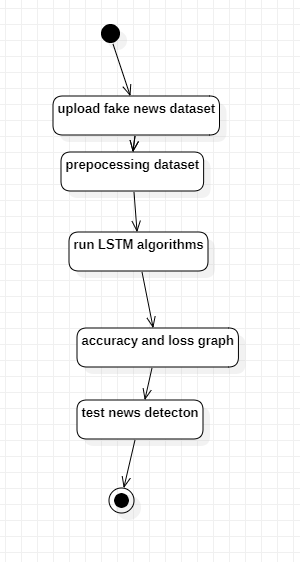 upload fake news dataset
prepocessing dataset
run LSTM algorithms
accuracy and loss graph
test news detecton